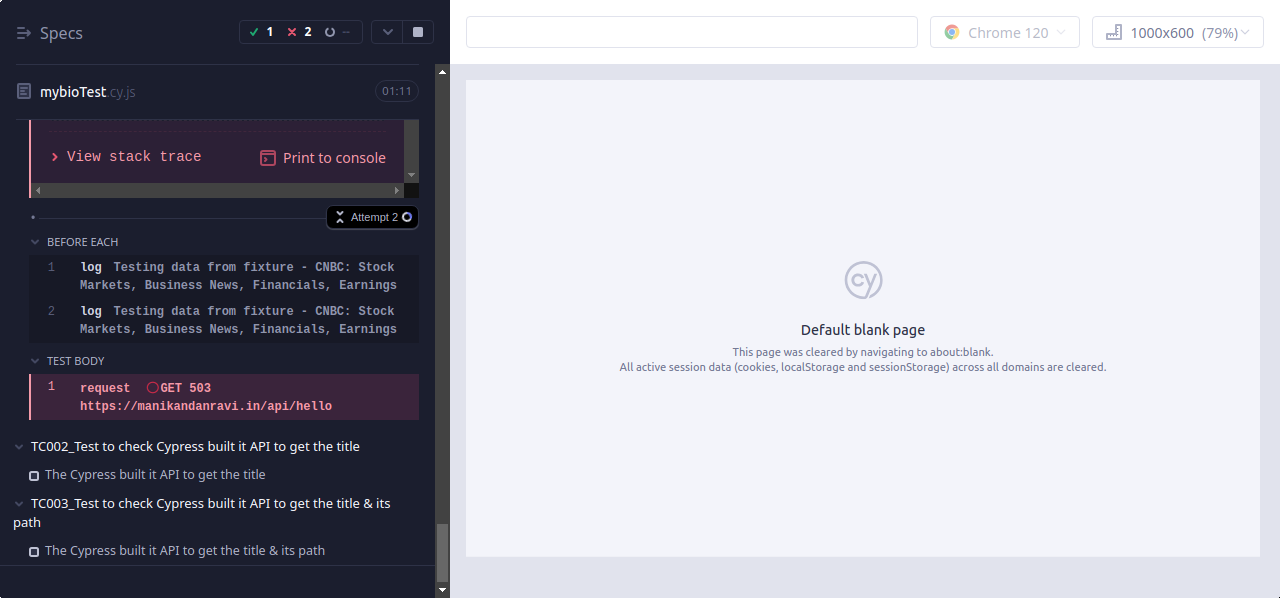 Specs
1 2 --
Chrome 120
1000x600 (79%)
mybioTest.cy.js 01:11
View stack trace Print to console
Attempt 2
BEFORE EACH
1 log Testing data from fixture - CNBC: Stock
Markets, Business News, Financials, Earnings
2 log Testing data from fixture - CNBC: Stock
Markets, Business News, Financials, Earnings
TEST BODY
1 request GET 503
https://manikandanravi.in/api/hello
TC002_Test to check Cypress built it API to get the title
The Cypress built it API to get the title
TC003_Test to check Cypress built it API to get the title & its
path
The Cypress built it API to get the title & its path
cy
Default blank page
This page was cleared by navigating to about:blank.
All active session data (cookies, localStorage and sessionStorage) across all domains are cleared.